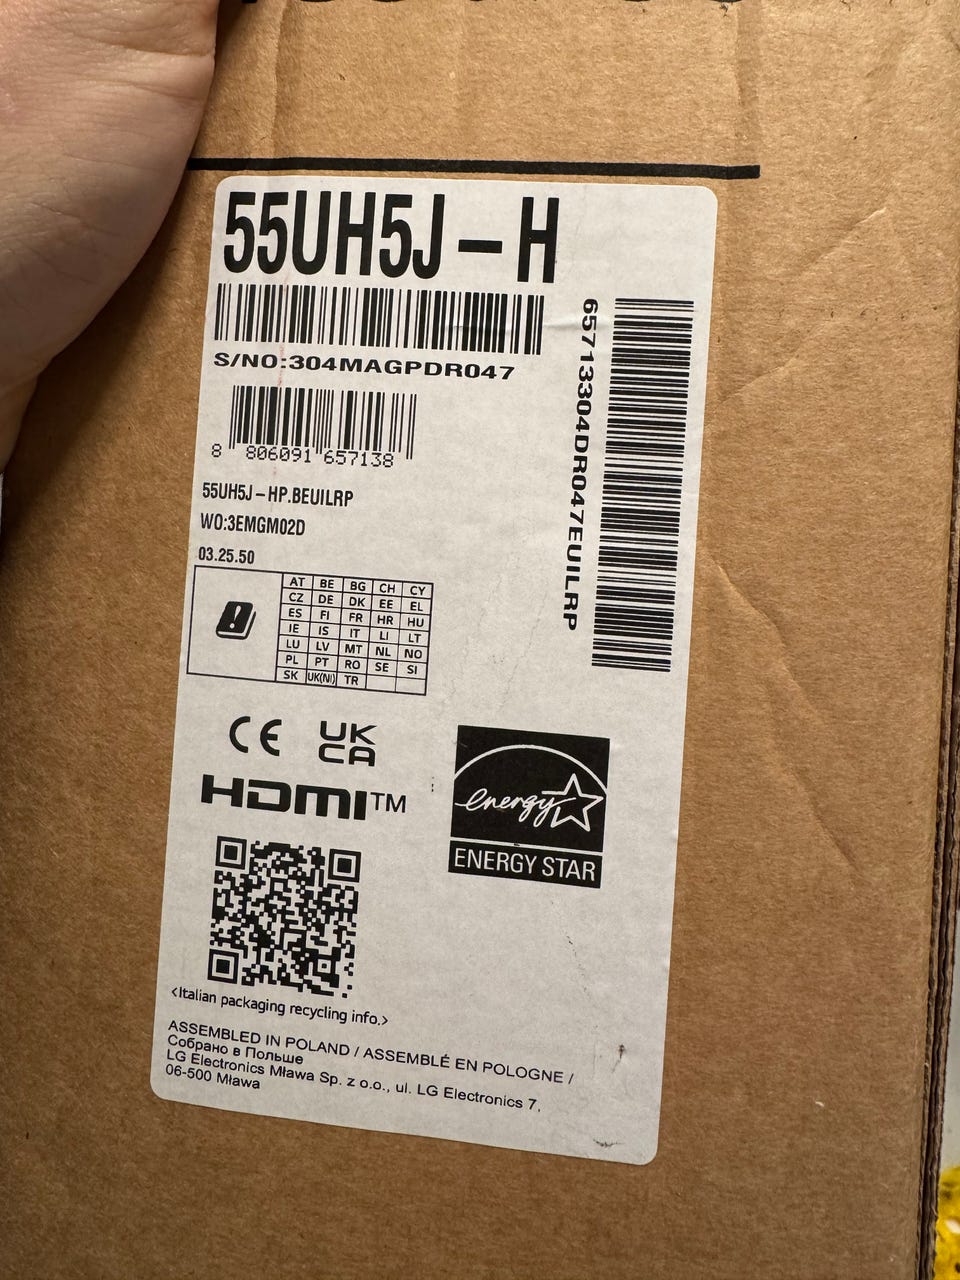 55UH5J-H
S/NO:304MAGPDR047
65713304DR047EUILRP
8 806091 657138
55UH5J-HP.BEUILRP
WO:3EMGM02D
03.25.50
AT BE BG CH CY
CZ DE DK EE EL
ES FI FR HR HU
IE IS IT LI LT
LU LV MT NL NO
PL PT RO SE SI
SK UK(NI) TR
CE UK CA
HDMI™
energy
ENERGY STAR
<Italian packaging recycling info.>
ASSEMBLED IN POLAND / ASSEMBLÉ EN POLOGNE /
Собрано в Польше
LG Electronics Mława Sp. z o.o., ul. LG Electronics 7,
06-500 Mława